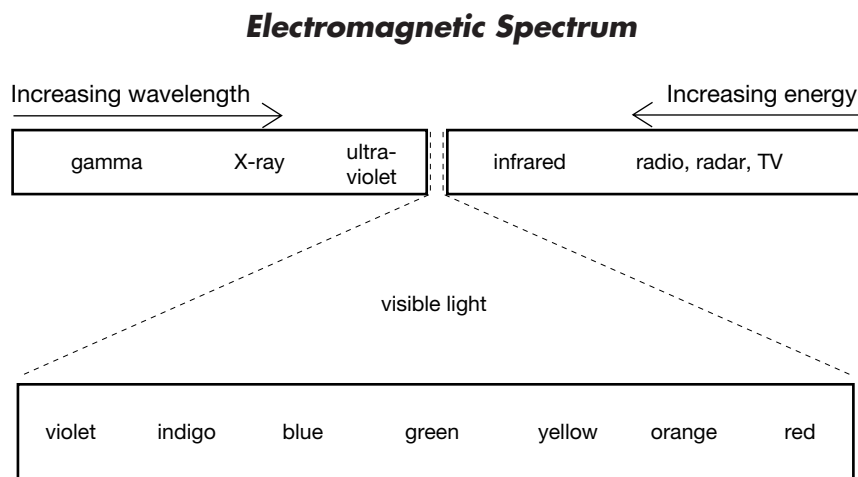 Electromagnetic Spectrum
Increasing wavelength
Increasing energy
gamma
X-ray
ultra-
violet
infrared
radio, radar, TV
visible light
violet
indigo
blue
green
yellow
orange
red